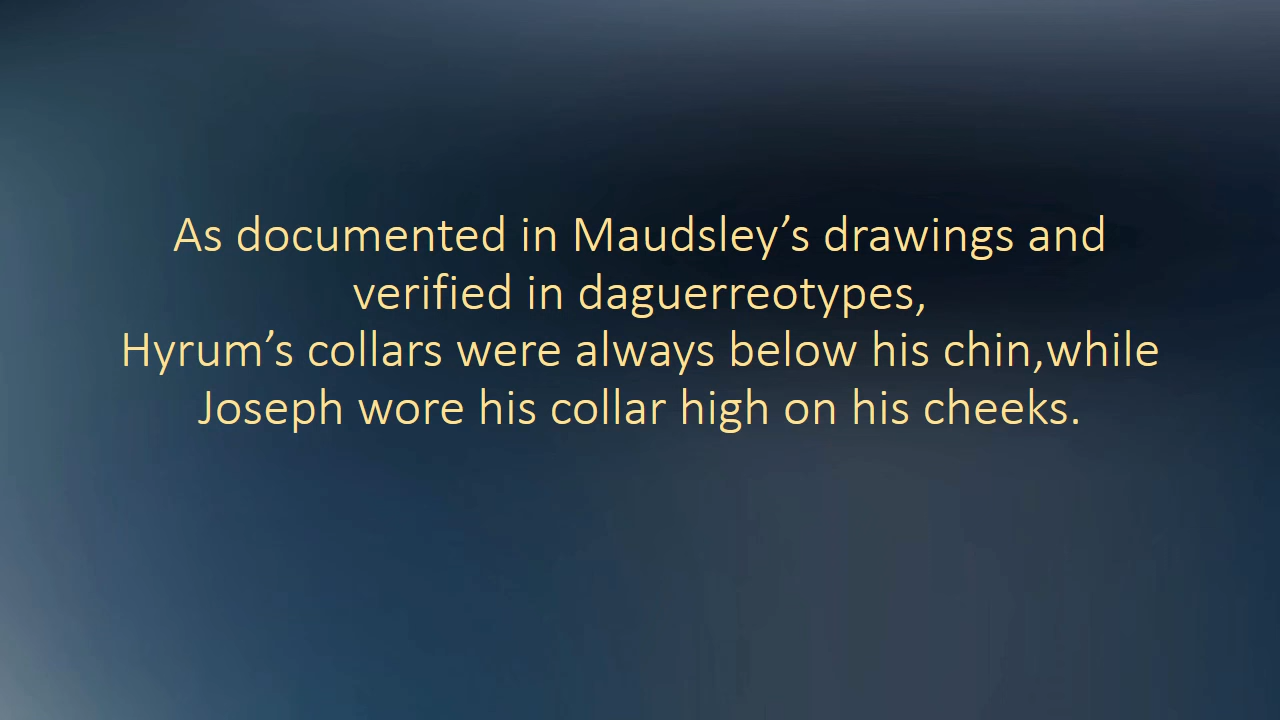 As documented in Maudsley’s drawings and
verified in daguerreotypes,
Hyrum’s collars were always below his chin,while
Joseph wore his collar high on his cheeks.